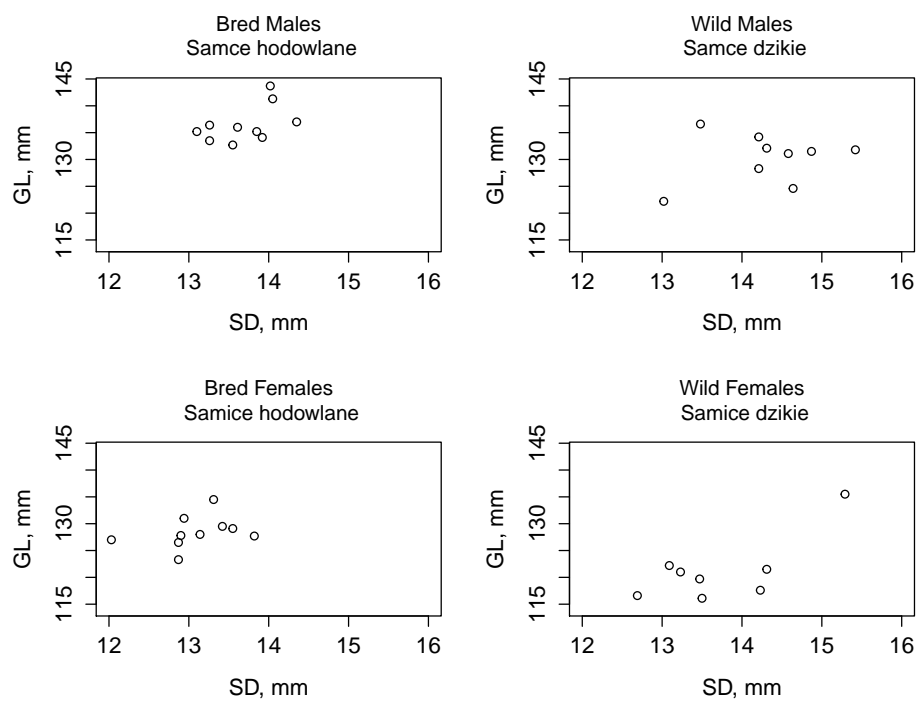 Bred Males
Samce hodowlane
GL, mm
145
130
115
12 13 14 15 16
SD, mm
Wild Males
Samce dzikie
GL, mm
145
130
115
12 13 14 15 16
SD, mm
Bred Females
Samice hodowlane
GL, mm
145
130
115
12 13 14 15 16
SD, mm
Wild Females
Samice dzikie
GL, mm
145
130
115
12 13 14 15 16
SD, mm